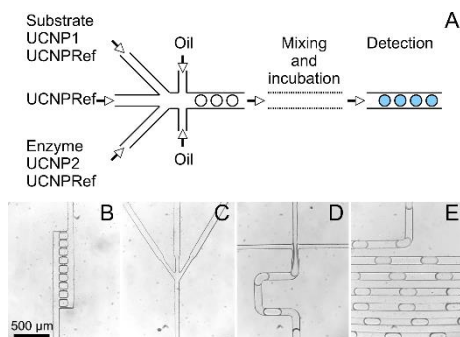 A
Substrate
UCNP1
UCNPRef
Oil
Mixing
and
incubation
Detection
UCNPRef
Enzyme
UCNP2
UCNPRef
Oil
B
C
D
E
500 µm